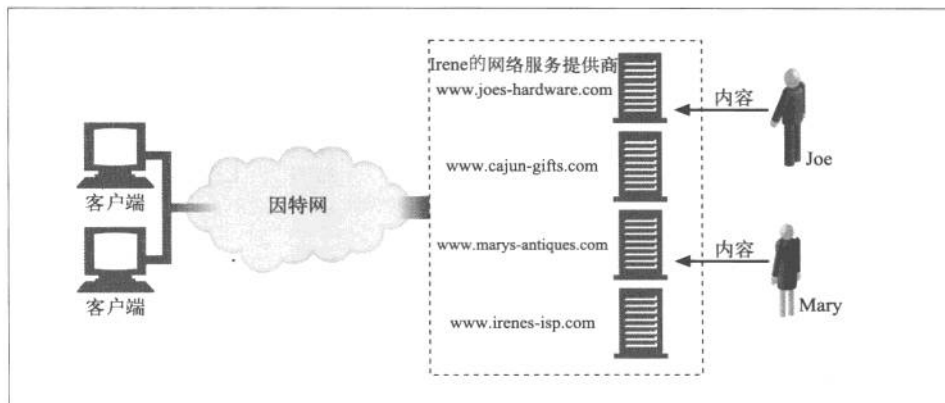 Irene的网络服务提供商
www.joes-hardware.com
内容
Joe
www.cajun-gifts.com
客户端
因特网
www.marys-antiques.com
内容
Mary
客户端
www.irenes-isp.com